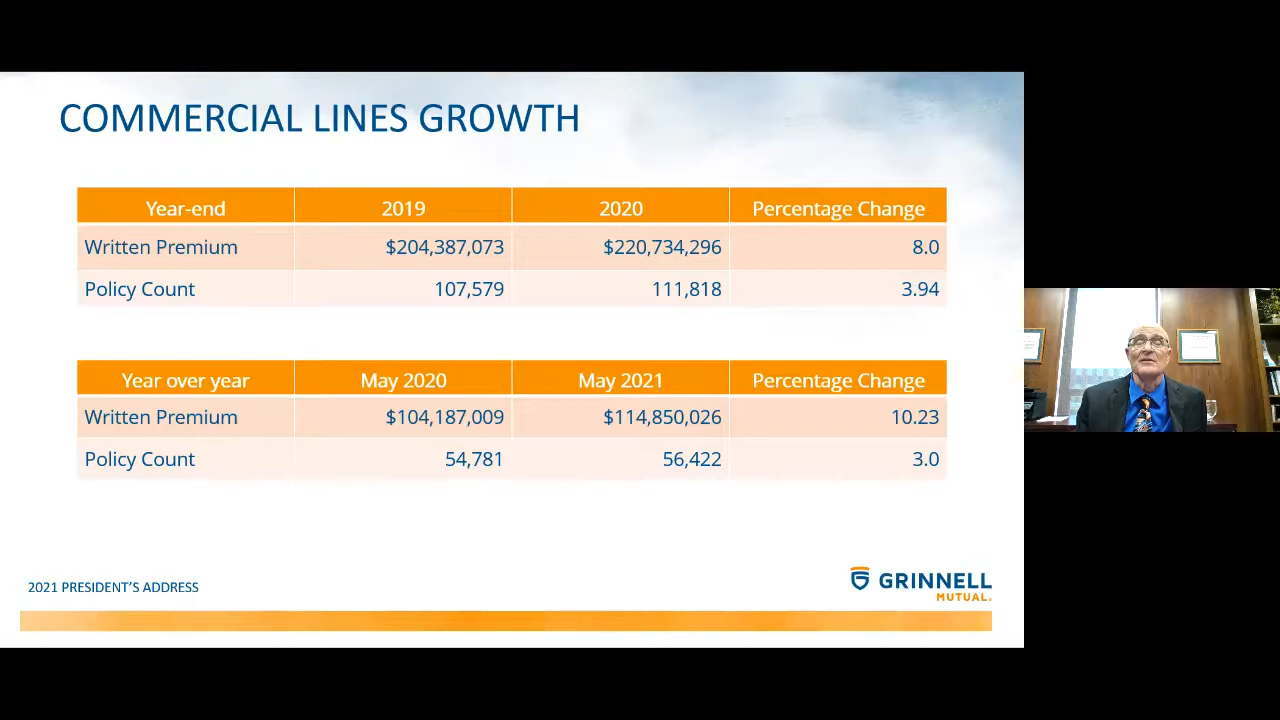 COMMERCIAL LINES GROWTH
Year-end 2019 2020 Percentage Change
Written Premium $204,387,073 $220,734,296 8.0
Policy Count 107,579 111,818 3.94
Year over year May 2020 May 2021 Percentage Change
Written Premium $104,187,009 $114,850,026 10.23
Policy Count 54,781 56,422 3.0
2021 PRESIDENT'S ADDRESS
GRINNELL
MUTUAL.